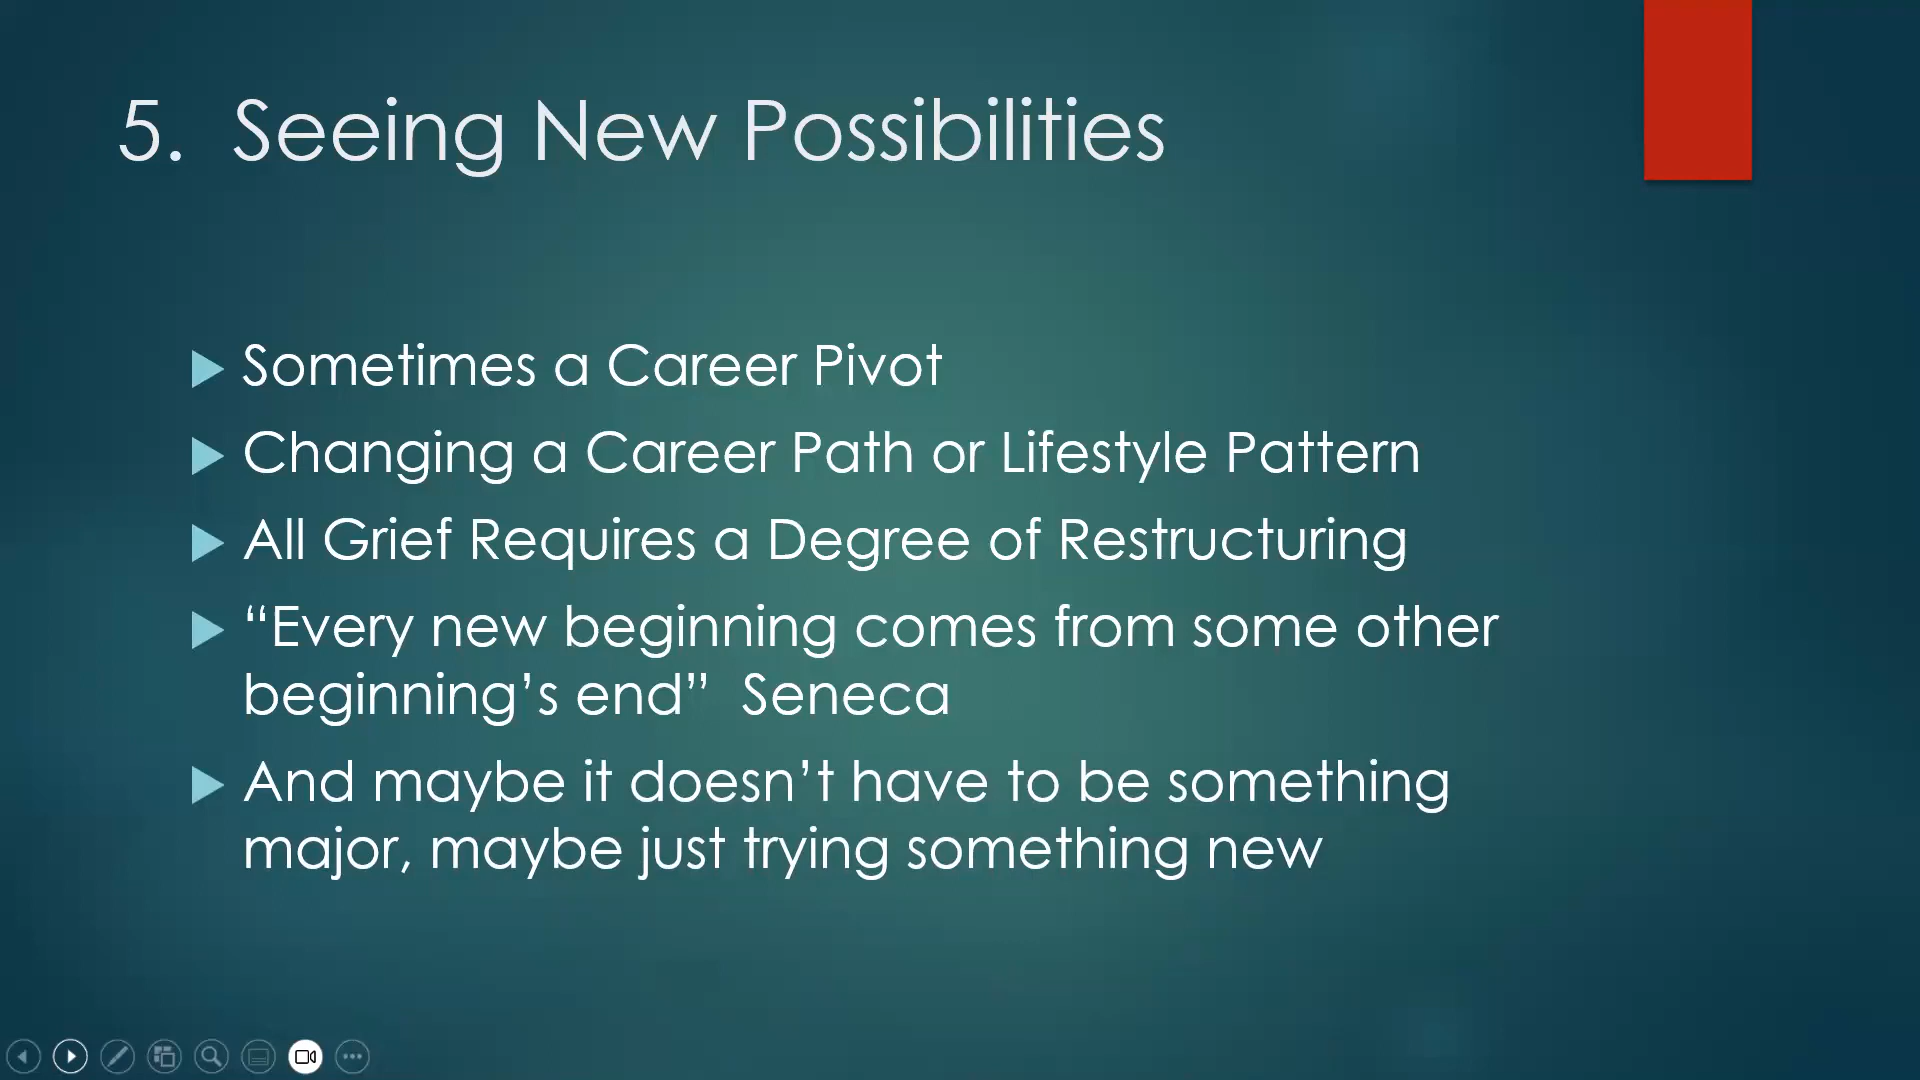 5. Seeing New Possibilities
Sometimes a Career Pivot
Changing a Career Path or Lifestyle Pattern
All Grief Requires a Degree of Restructuring
“Every new beginning comes from some other
beginning’s end” Seneca
And maybe it doesn’t have to be something
major, maybe just trying something new